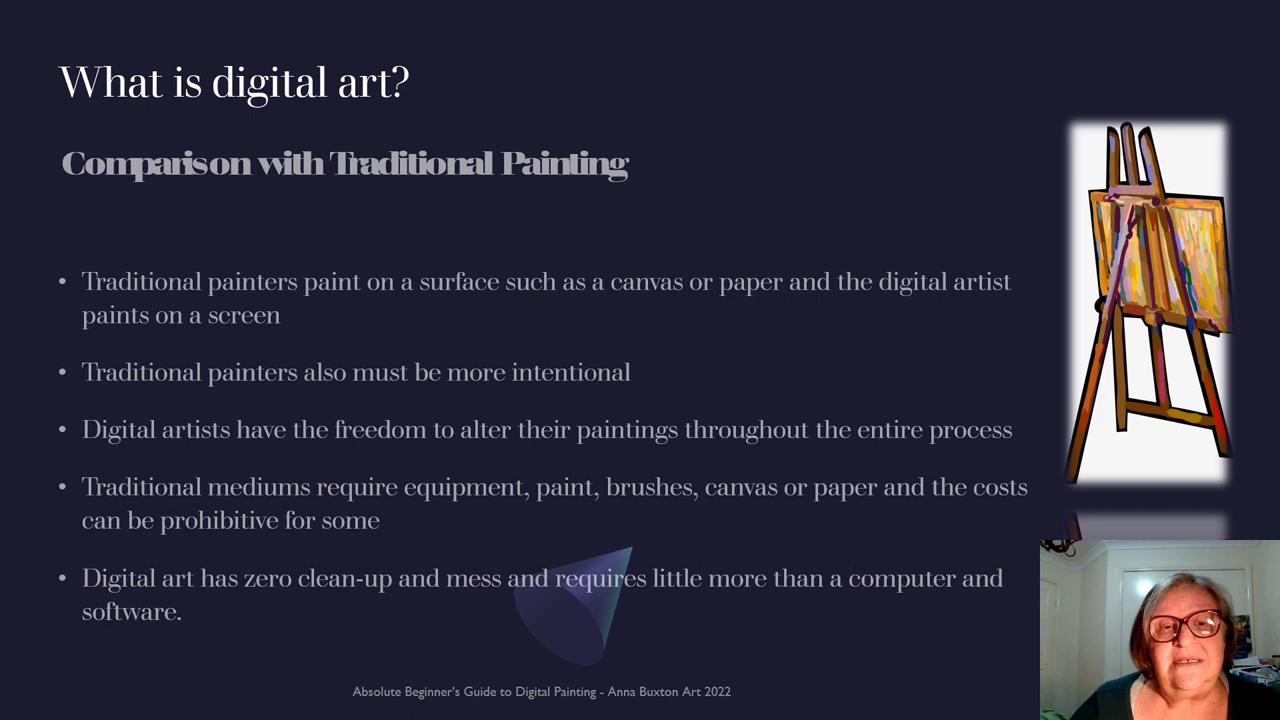 What is digital art?
Comparison with Traditional Painting
• Traditional painters paint on a surface such as a canvas or paper and the digital artist
paints on a screen
• Traditional painters also must be more intentional
• Digital artists have the freedom to alter their paintings throughout the entire process
• Traditional mediums require equipment, paint, brushes, canvas or paper and the costs
can be prohibitive for some
• Digital art has zero clean-up and mess and requires little more than a computer and
software.
Absolute Beginner's Guide to Digital Painting - Anna Buxton Art 2022